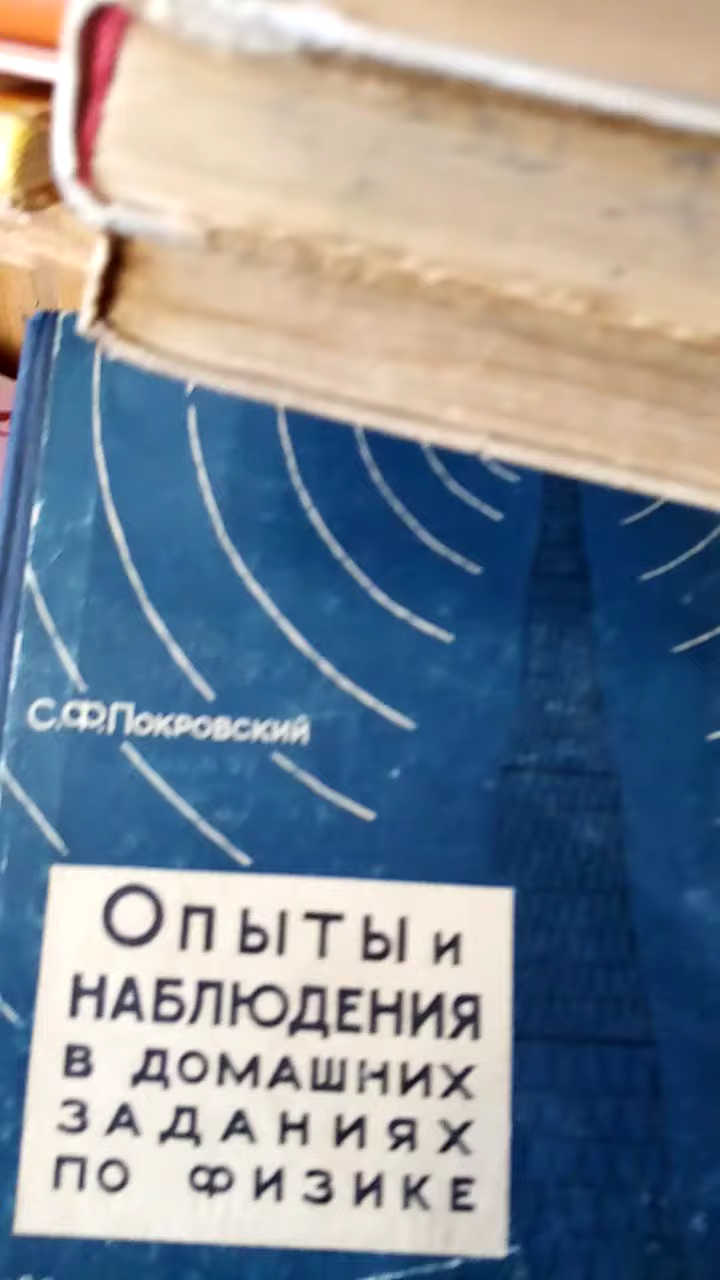 С.Ф.Покровский
Опыты и
НАБЛЮДЕНИЯ
В ДОМАШНИХ
ЗАДАНИЯХ
ПО ФИЗИКЕ